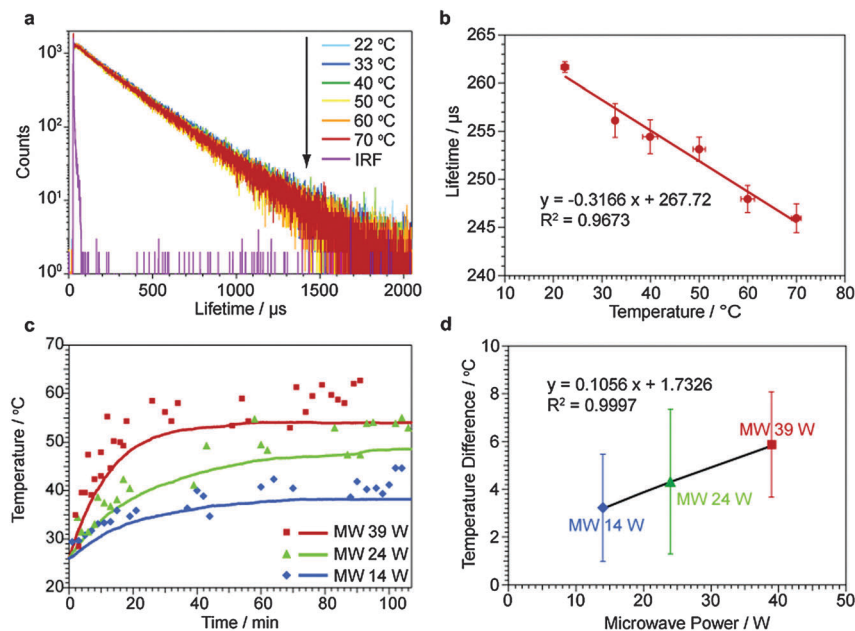 a
10³
10²
10¹
10⁰
Counts
22 ºC
33 ºC
40 ºC
50 ºC
60 ºC
70 ºC
IRF
0 500 1000 1500 2000
Lifetime / µs
b
265
260
255
250
245
240
Lifetime / µs
y = -0.3166 x + 267.72
R² = 0.9673
10 20 30 40 50 60 70 80
Temperature / °C
c
70
60
50
40
30
20
Temperature / ºC
MW 39 W
MW 24 W
MW 14 W
0 20 40 60 80 100
Time / min
d
10
8
6
4
2
0
Temperature Difference / ºC
y = 0.1056 x + 1.7326
R² = 0.9997
MW 39 W
MW 24 W
MW 14 W
0 10 20 30 40 50
Microwave Power / W